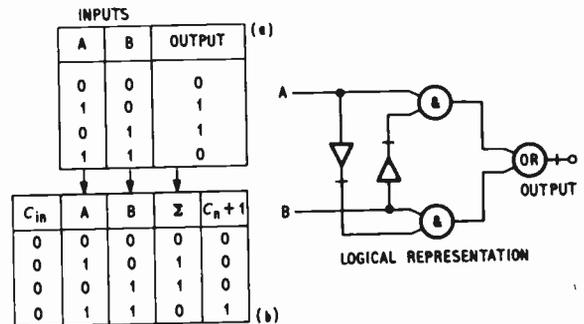 INPUTS
(a)
A B OUTPUT
0 0 0
1 0 1
0 1 1
1 1 0
Cin A B Σ Cn+1
0 0 0 0 0
0 1 0 1 0
0 0 1 1 0
0 1 1 0 1
(b)
A
B
&
&
OR
OUTPUT
LOGICAL REPRESENTATION